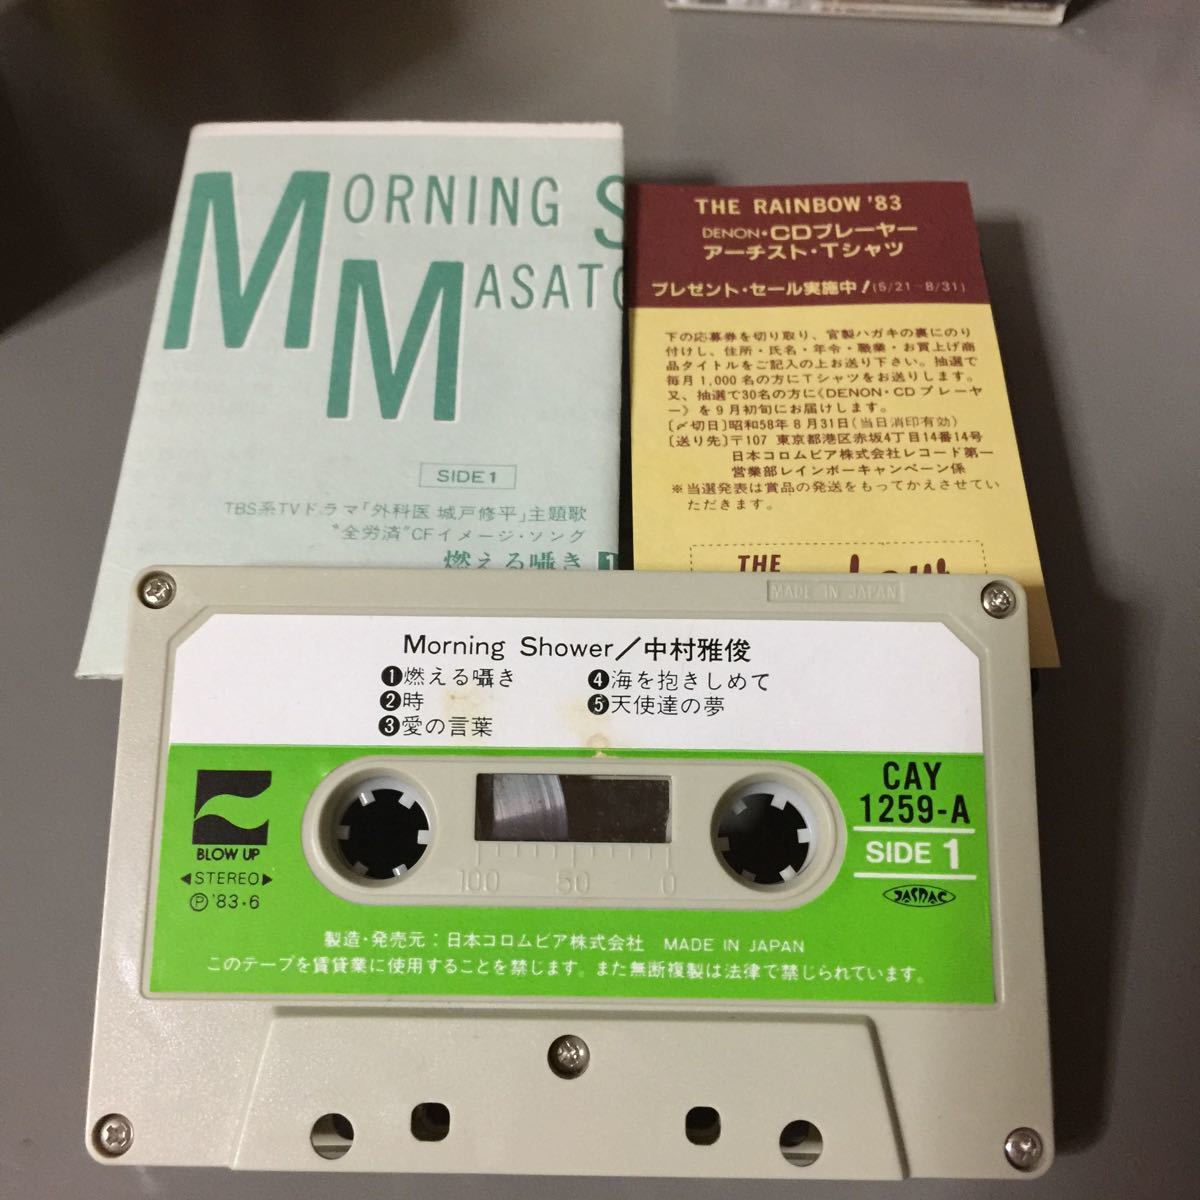 MORNING S
MASATO
SIDE 1
TBS系TVドラマ「外科医 城戸修平」主題歌
“全労済”CFイメージ・ソング
燃える囁き 1
THE RAINBOW '83
DENON・CDプレーヤー
アーチスト・Tシャツ
プレゼント・セール実施中!(5/21-8/31)
下の応募券を切り取り、官製ハガキの裏にのり
付けし、住所・氏名・年令・職業・お買上げ商
品タイトルをご記入の上お送り下さい。抽選で
毎月1,000名の方にTシャツをお送りします。
又、抽選で30名の方に《DENON・CDプレーヤ
ー》を9月初旬にお届けします。
〔〆切日〕昭和58年8月31日(当日消印有効)
〔送り先〕〒107 東京都港区赤坂4丁目14番14号
日本コロムビア株式会社レコード第一
営業部レインボーキャンペーン係
※当選発表は賞品の発送をもってかえさせてい
ただきます。
THE
MADE IN JAPAN
Morning Shower/中村雅俊
❶燃える囁き
❷時
❸愛の言葉
❹海を抱きしめて
❺天使達の夢
BLOW UP
◀STEREO▶
Ⓟ'83・6
100 50 0
CAY
1259-A
SIDE 1
JASRAC
製造・発売元:日本コロムビア株式会社 MADE IN JAPAN
このテープを賃貸業に使用することを禁じます。また無断複製は法律で禁じられています。